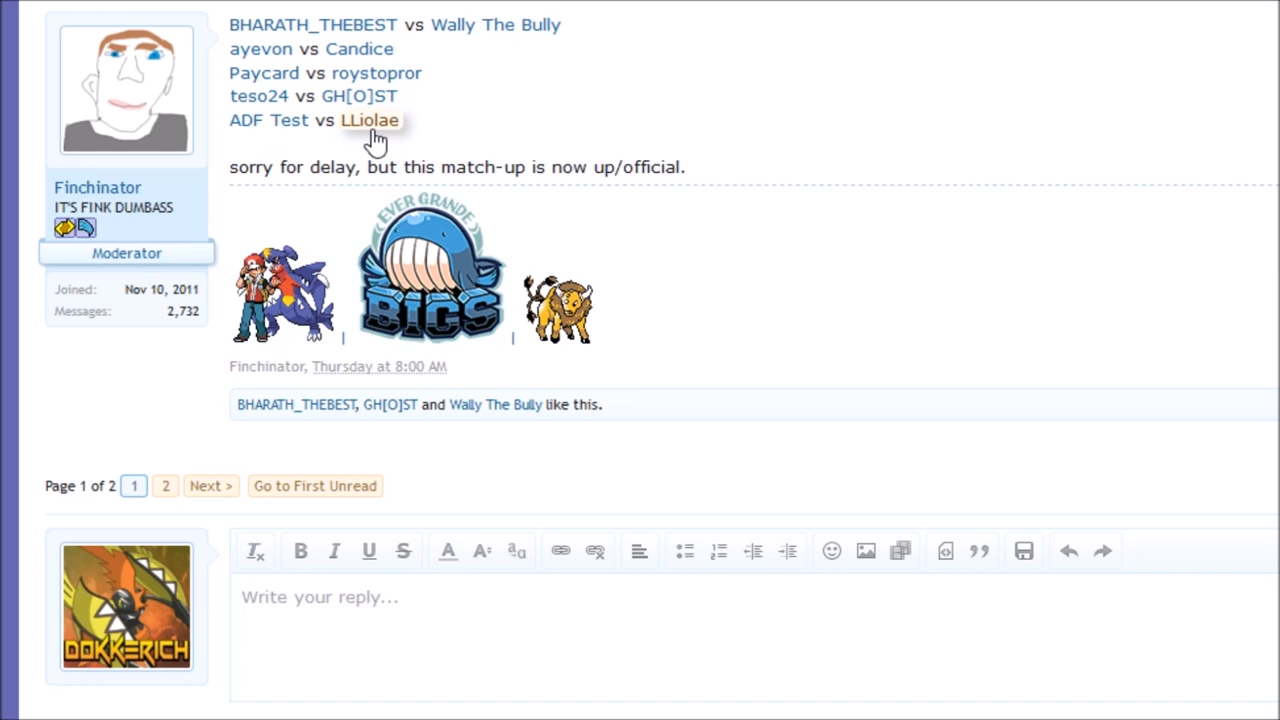 BHARATH_THEBEST vs Wally The Bully
ayevon vs Candice
Paycard vs roystopror
teso24 vs GH[O]ST
ADF Test vs LLiolae
sorry for delay, but this match-up is now up/official.
Finchinator
IT'S FINK DUMBASS
Moderator
Joined: Nov 10, 2011
Messages: 2,732
EVER GRANDE
BIGS
| |
Finchinator, Thursday at 8:00 AM
BHARATH_THEBEST, GH[O]ST and Wally The Bully like this.
Page 1 of 2 1 2 Next > Go to First Unread
DOKKERICH
Write your reply...